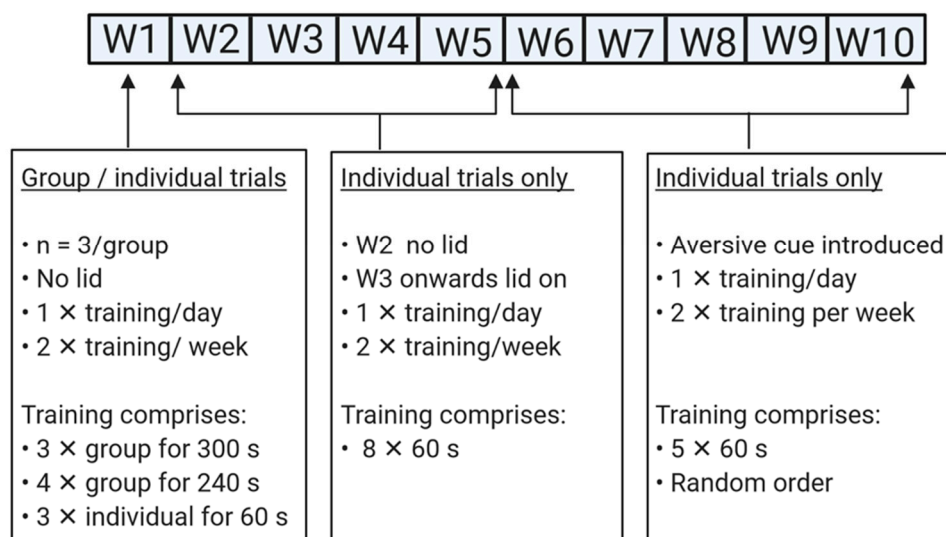 W1 W2 W3 W4 W5 W6 W7 W8 W9 W10
Group / individual trials
• n = 3/group
• No lid
• 1 × training/day
• 2 × training/ week
Training comprises:
• 3 × group for 300 s
• 4 × group for 240 s
• 3 × individual for 60 s
Individual trials only
• W2 no lid
• W3 onwards lid on
• 1 × training/day
• 2 × training/week
Training comprises:
• 8 × 60 s
Individual trials only
• Aversive cue introduced
• 1 × training/day
• 2 × training per week
Training comprises:
• 5 × 60 s
• Random order